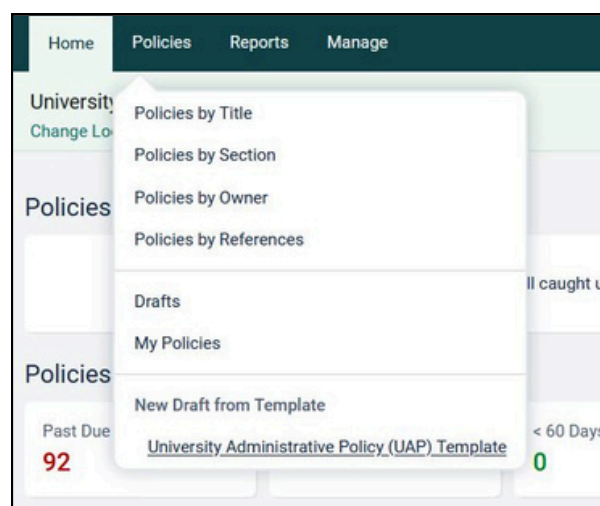 Home Policies Reports Manage
University
Change Lo
Policies by Title
Policies by Section
Policies by Owner
Policies by References
Policies
ll caught u
Drafts
My Policies
Policies
New Draft from Template
University Administrative Policy (UAP) Template
Past Due
92
< 60 Days
0